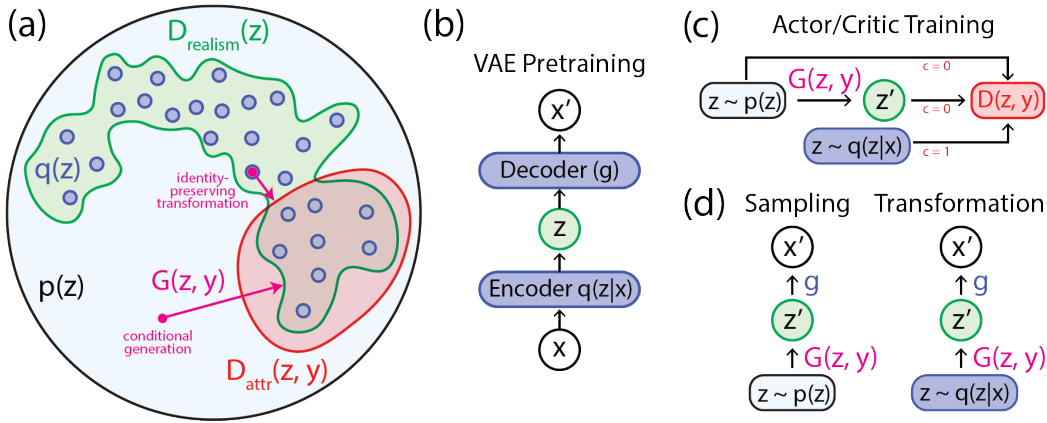 (a)
D_realism(z)
q(z)
identity-
preserving
transformation
p(z)
G(z, y)
conditional
generation
D_attr(z, y)
(b)
VAE Pretraining
x'
Decoder (g)
z
Encoder q(z|x)
x
(c)
Actor/Critic Training
c = 0
G(z, y)
z ~ p(z)
z'
c = 0
D(z, y)
z ~ q(z|x)
c = 1
(d)
Sampling
x'
g
z'
G(z, y)
z ~ p(z)
Transformation
x'
g
z'
G(z, y)
z ~ q(z|x)